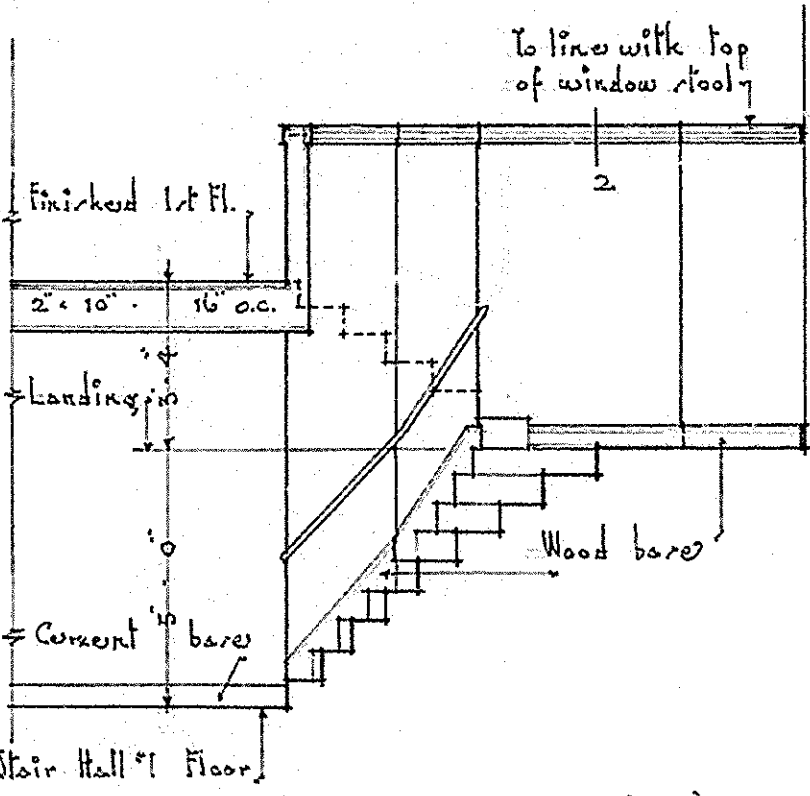 To line with top
of window stool
2
Finished 1st Fl.
2" × 10" - 16" O.C.
Landing
Wood base
Cement base
Stair Hall #1 Floor